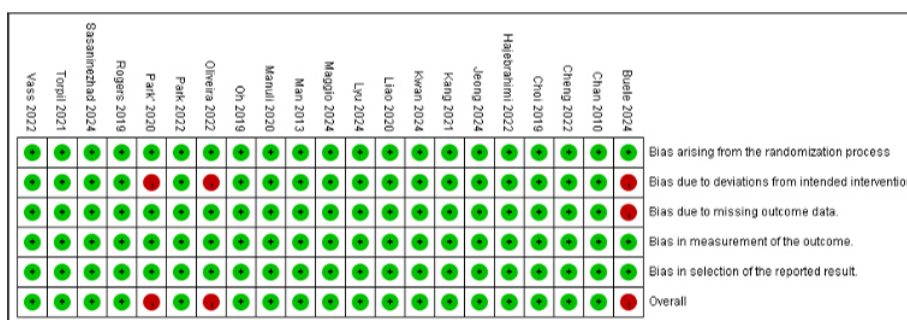 Vass 2022
Torpil 2021
Sasaninezhad 2024
Rogers 2019
Park' 2020
Park 2022
Oliveira 2022
Oh 2019
Manuli 2020
Man 2013
Maggio 2024
Lyu 2024
Liao 2020
Kwan 2024
Kang 2021
Jeong 2024
Hajebrahimi 2022
Choi 2019
Cheng 2022
Chan 2010
Buele 2024
Bias arising from the randomization process
Bias due to deviations from intended interventio
Bias due to missing outcome data.
Bias in measurement of the outcome.
Bias in selection of the reported result.
Overall